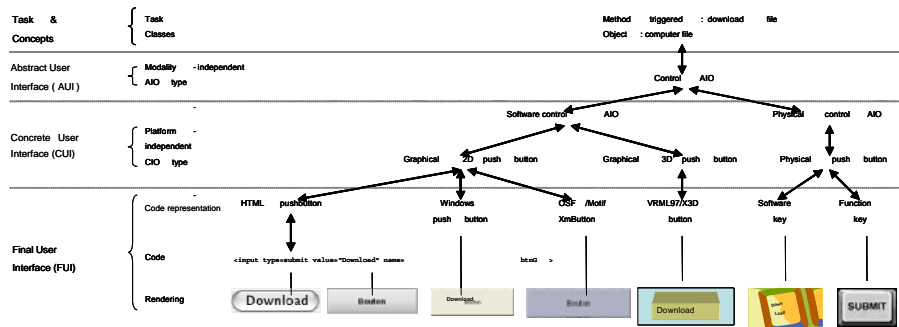 Task & Concepts
Task Classes
Method triggered : download file
Object : computer file
Abstract User Interface ( AUI )
Modality - independent
AIO type
Control AIO
Software control AIO
Physical control AIO
Concrete User Interface (CUI)
Platform - independent
CIO type
Graphical 2D push button
Graphical 3D push button
Physical push button
Final User Interface (FUI)
Code representation
HTML pushbutton
Windows push button
OSF /Motif XmButton
VRML97/X3D button
Software key
Function key
Code
<input type=submit value="Download" name= btnG >
Rendering
Download
Bouton
Download
Bouton
Download
Down Load
SUBMIT